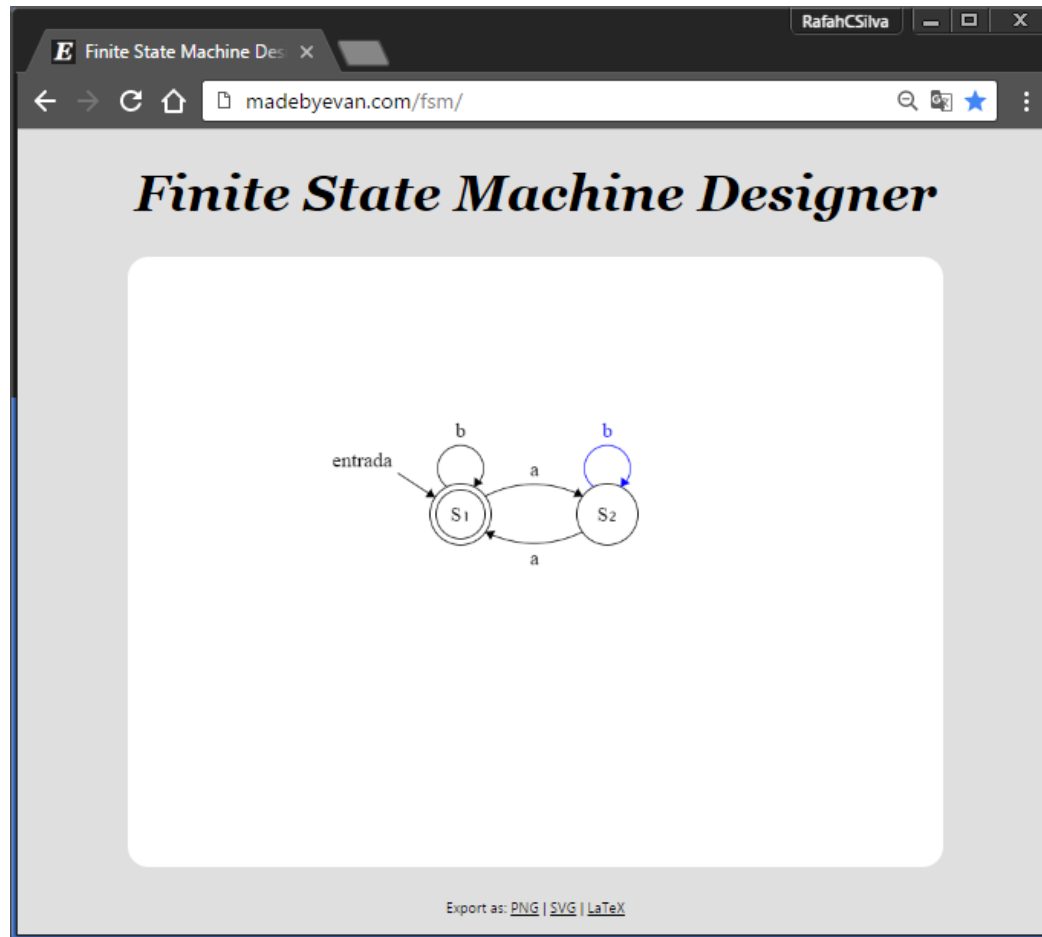 RafahCSilva
E Finite State Machine Des
madebyevan.com/fsm/
Finite State Machine Designer
b b
entrada
a
S1 S2
a
Export as: PNG | SVG | LaTeX